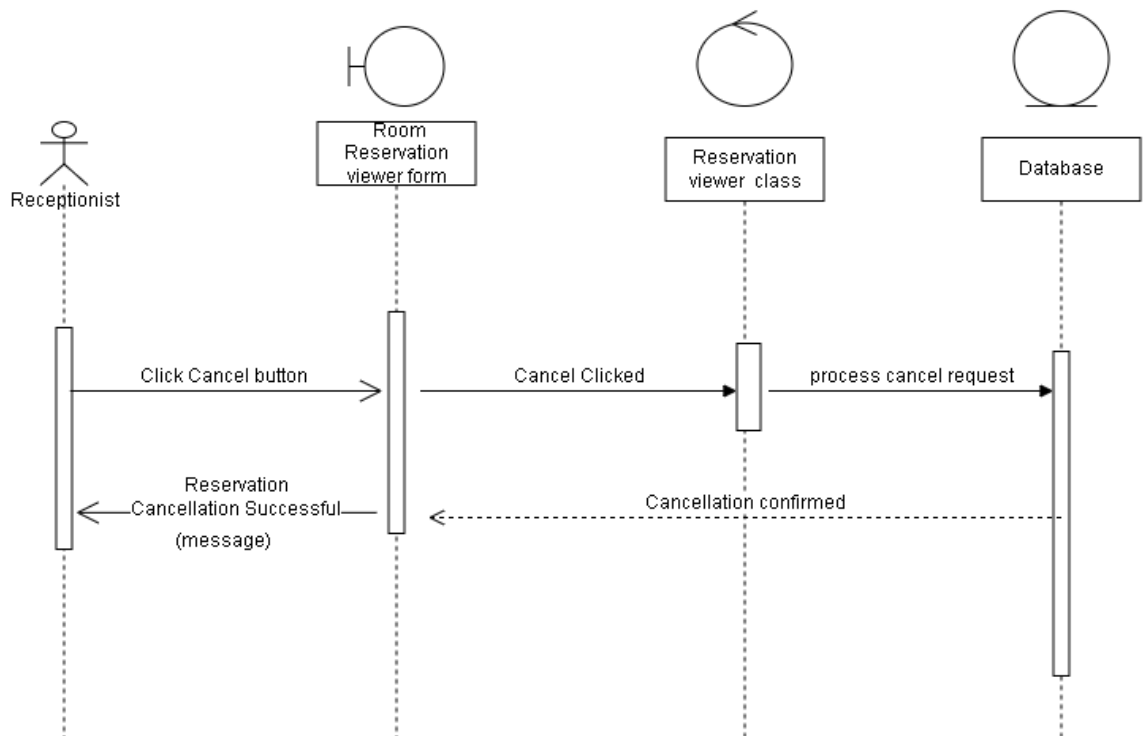 Room
Reservation
viewer form
Reservation
viewer class
Database
Receptionist
Click Cancel button
Cancel Clicked
process cancel request
Reservation
Cancellation Successful
(message)
Cancellation confirmed